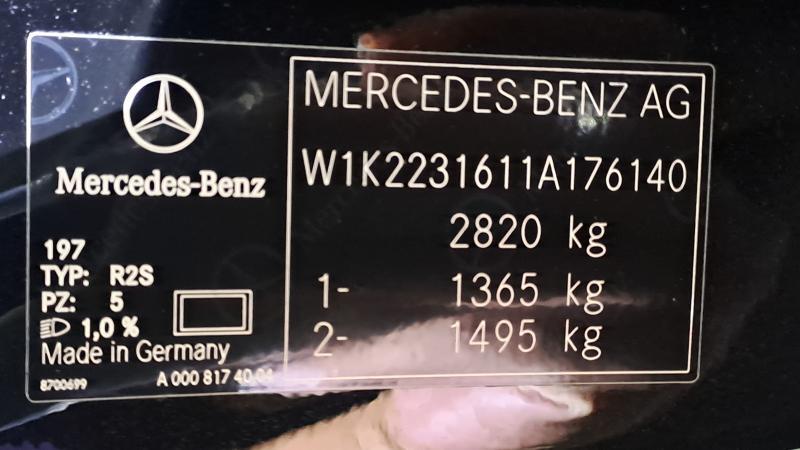 Mercedes-Benz
197
TYP: R2S
PZ: 5
1,0 %
Made in Germany
8700699 A 000 817 40 04
MERCEDES-BENZ AG
W1K2231611A176140
2820 kg
1- 1365 kg
2- 1495 kg